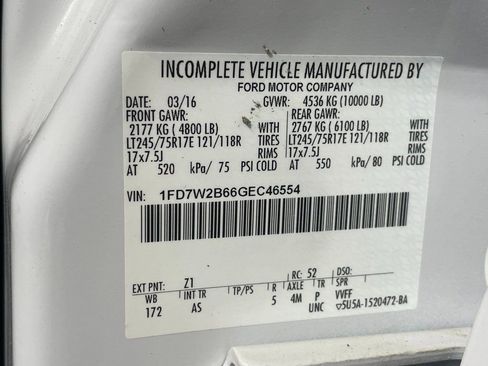 INCOMPLETE VEHICLE MANUFACTURED BY
FORD MOTOR COMPANY
DATE: 03/16 GVWR: 4536 KG (10000 LB)
FRONT GAWR: REAR GAWR:
2177 KG ( 4800 LB) WITH 2767 KG ( 6100 LB) WITH
LT245/75R17E 121/118R TIRES LT245/75R17E 121/118R TIRES
17x7.5J RIMS 17x7.5J RIMS
AT 520 kPa/ 75 PSI COLD AT 550 kPa/ 80 PSI COLD
VIN: 1FD7W2B66GEC46554
EXT PNT: Z1 RC: 52 DSO:
WB INT TR TP/PS R AXLE TR SPR
172 AS 5 4M P VVFF
UNC ▽5U5A-1520472-BA